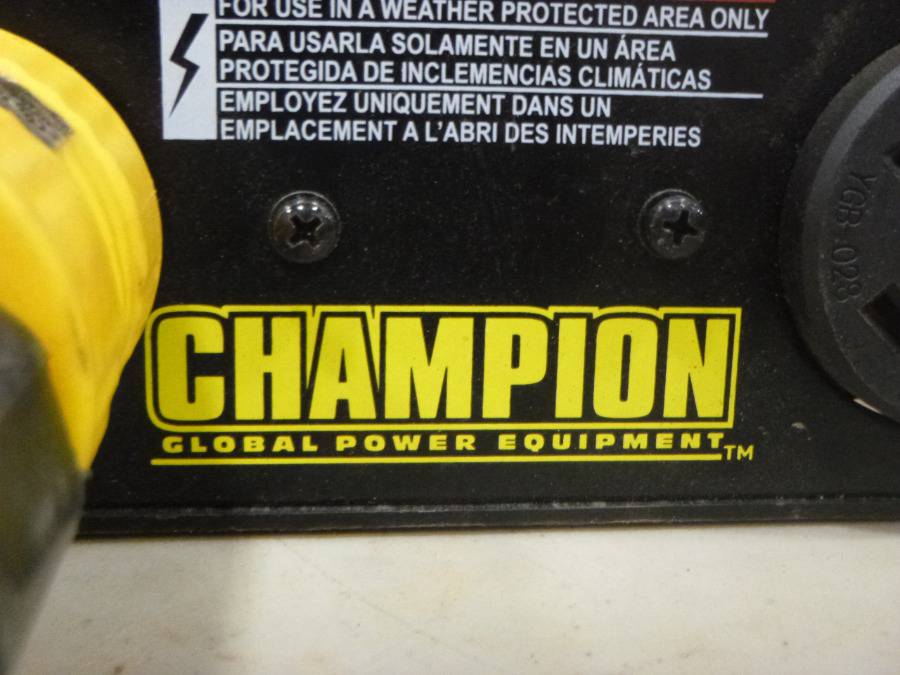 FOR USE IN A WEATHER PROTECTED AREA ONLY
PARA USARLA SOLAMENTE EN UN ÁREA
PROTEGIDA DE INCLEMENCIAS CLIMÁTICAS
EMPLOYEZ UNIQUEMENT DANS UN
EMPLACEMENT A L'ABRI DES INTEMPERIES
YGB-028
CHAMPION
GLOBAL POWER EQUIPMENT TM